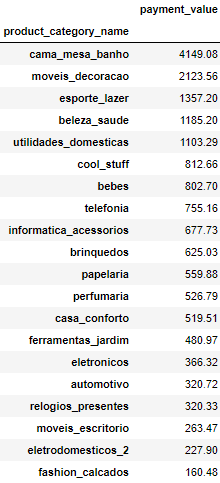 payment_value
product_category_name
cama_mesa_banho 4149.08
moveis_decoracao 2123.56
esporte_lazer 1357.20
beleza_saude 1185.20
utilidades_domesticas 1103.29
cool_stuff 812.66
bebes 802.70
telefonia 755.16
informatica_acessorios 677.73
brinquedos 625.03
papelaria 559.88
perfumaria 526.79
casa_conforto 519.51
ferramentas_jardim 480.97
eletronicos 366.32
automotivo 320.72
relogios_presentes 320.33
moveis_escritorio 263.47
eletrodomesticos_2 227.90
fashion_calcados 160.48